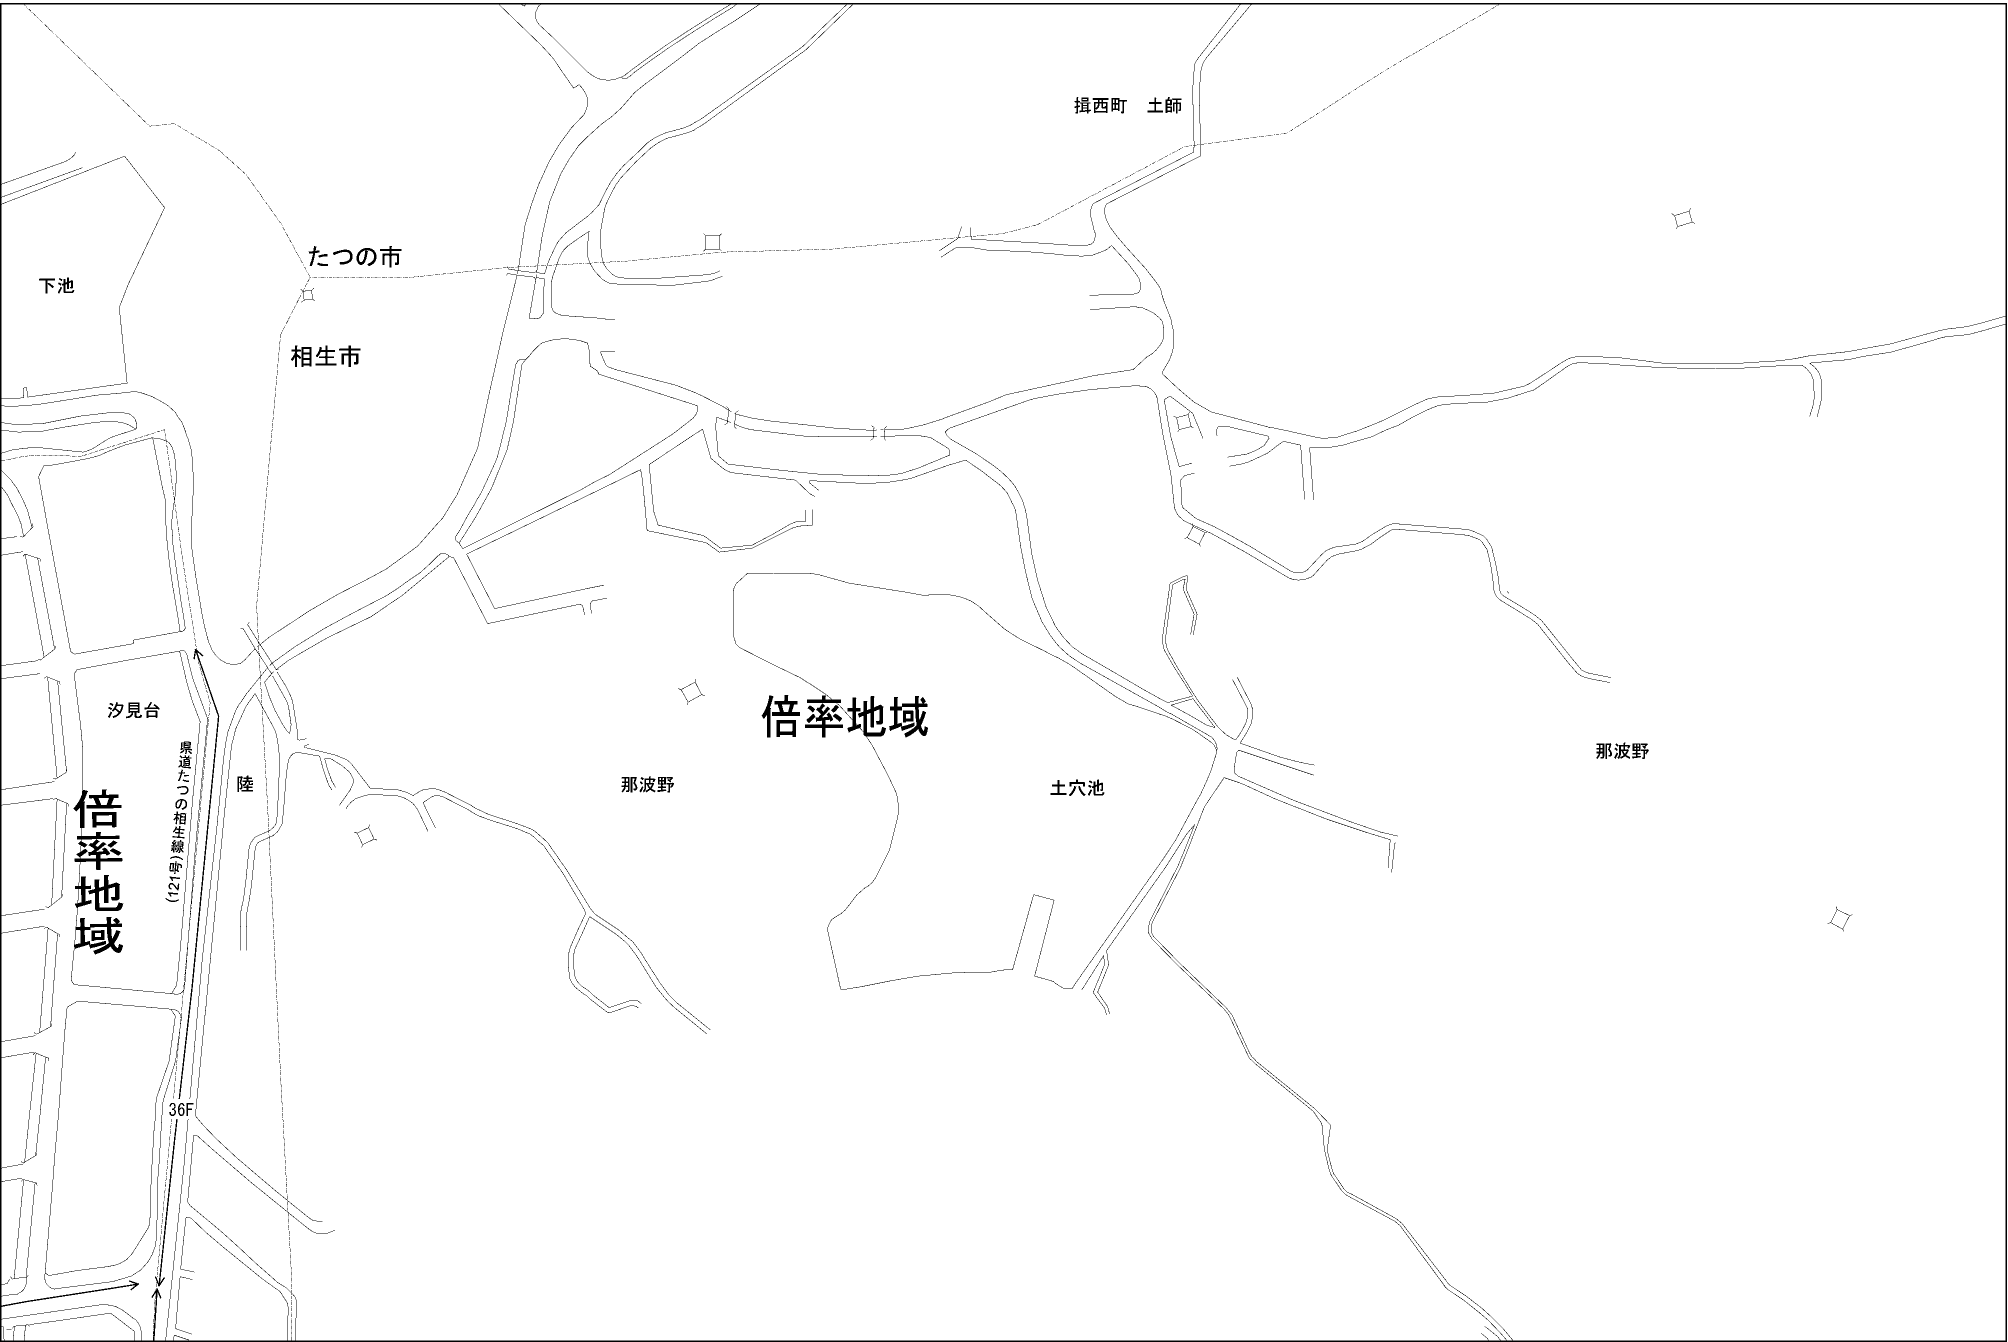 揖西町　土師
たつの市
下池
相生市
倍率地域
汐見台
県道たつの相生線
(121号)
陸
那波野
土穴池
那波野
倍率地域
36F